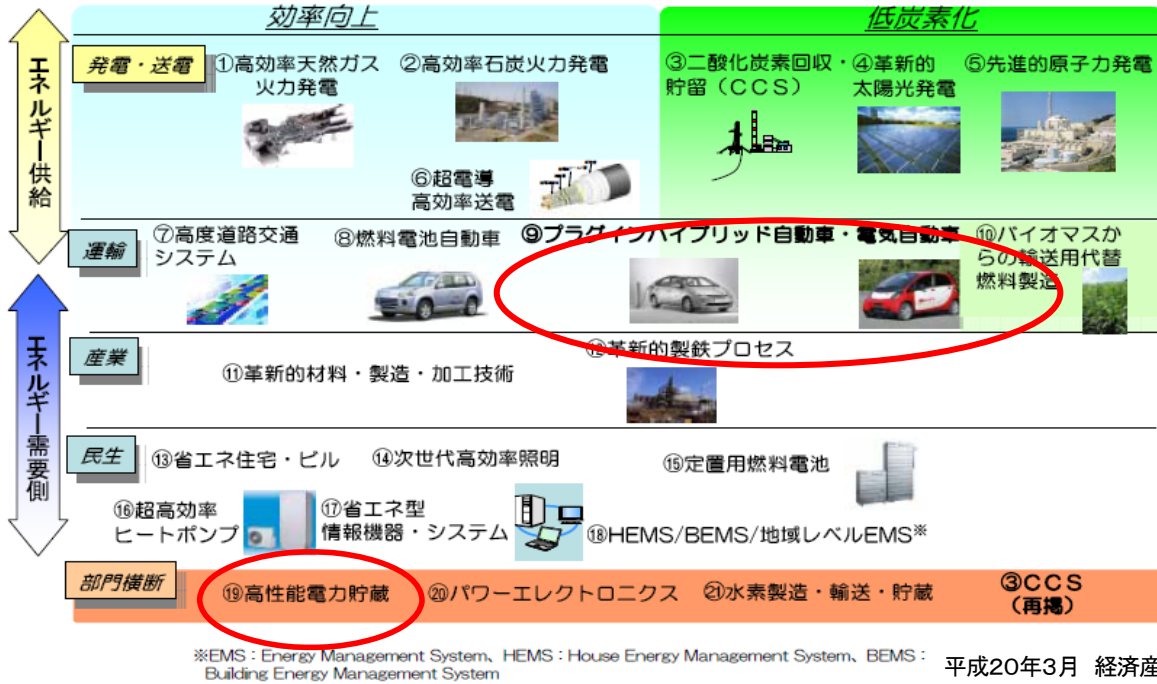 効率向上
低炭素化
エネルギー供給
発電・送電
①高効率天然ガス
火力発電
②高効率石炭火力発電
③二酸化炭素回収・
貯留（ＣＣＳ）
④革新的
太陽光発電
⑤先進的原子力発電
⑥超電導
高効率送電
運輸
⑦高度道路交通
システム
⑧燃料電池自動車
⑨プラグインハイブリッド自動車・電気自動車
⑩バイオマスか
らの輸送用代替
燃料製造
エネルギー需要側
産業
⑪革新的材料・製造・加工技術
⑫革新的製鉄プロセス
民生
⑬省エネ住宅・ビル
⑭次世代高効率照明
⑮定置用燃料電池
⑯超高効率
ヒートポンプ
⑰省エネ型
情報機器・システム
⑱HEMS/BEMS/地域レベルEMS※
部門横断
⑲高性能電力貯蔵
⑳パワーエレクトロニクス
㉑水素製造・輸送・貯蔵
③ＣＣＳ
（再掲）
※EMS：Energy Management System、HEMS：House Energy Management System、BEMS：
Building Energy Management System
平成20年3月 経済産